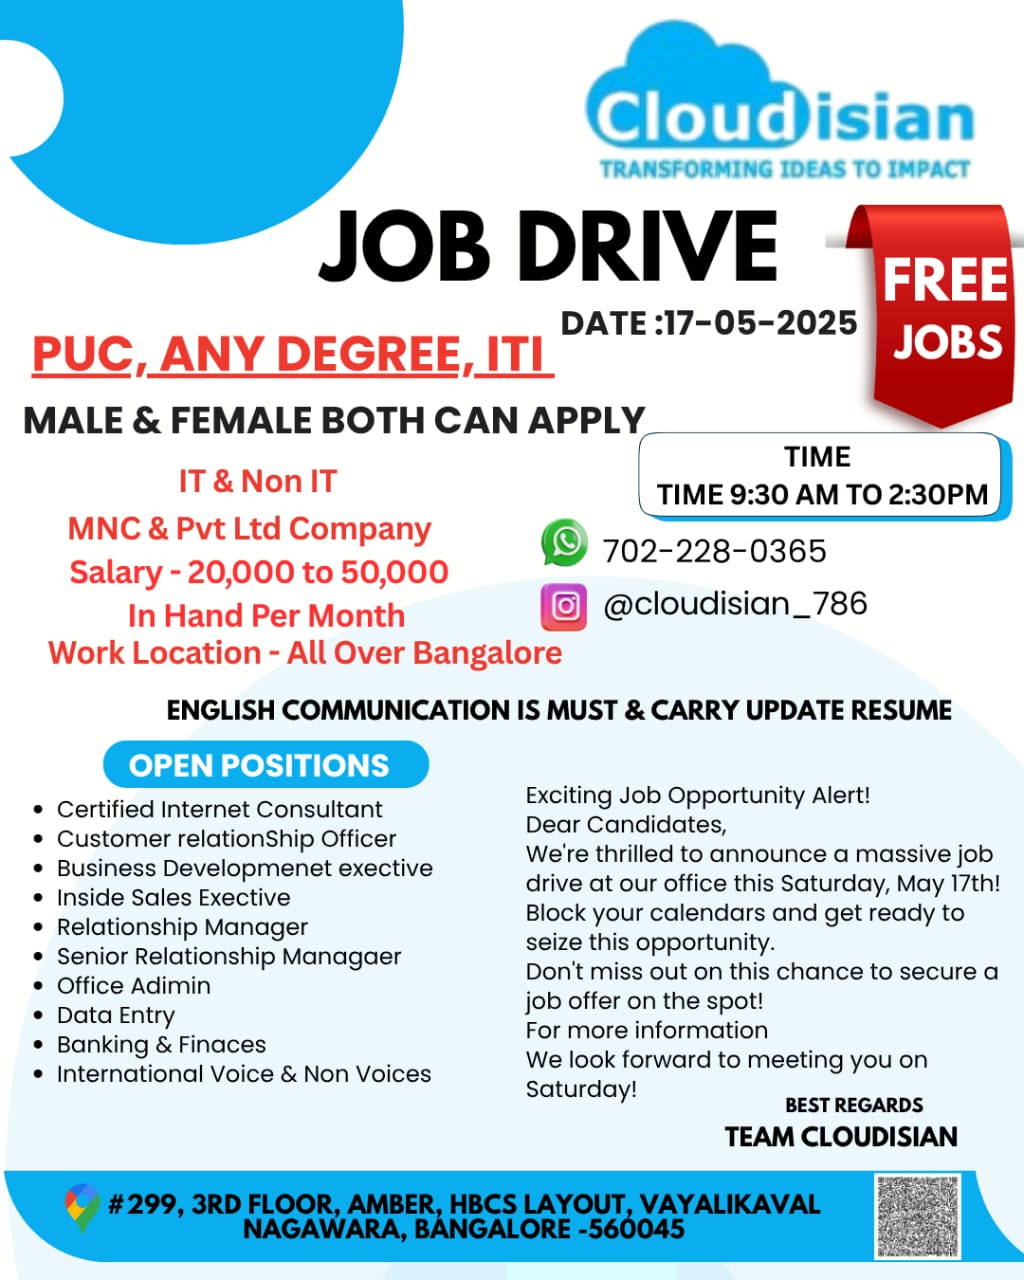 Cloudisian
TRANSFORMING IDEAS TO IMPACT
JOB DRIVE
FREE
JOBS
DATE :17-05-2025
PUC, ANY DEGREE, ITI
MALE & FEMALE BOTH CAN APPLY
TIME
TIME 9:30 AM TO 2:30PM
IT & Non IT
MNC & Pvt Ltd Company
Salary - 20,000 to 50,000
In Hand Per Month
Work Location - All Over Bangalore
702-228-0365
@cloudisian_786
ENGLISH COMMUNICATION IS MUST & CARRY UPDATE RESUME
OPEN POSITIONS
• Certified Internet Consultant
• Customer relationShip Officer
• Business Developmenet exective
• Inside Sales Exective
• Relationship Manager
• Senior Relationship Managaer
• Office Adimin
• Data Entry
• Banking & Finaces
• International Voice & Non Voices
Exciting Job Opportunity Alert!
Dear Candidates,
We're thrilled to announce a massive job
drive at our office this Saturday, May 17th!
Block your calendars and get ready to
seize this opportunity.
Don't miss out on this chance to secure a
job offer on the spot!
For more information
We look forward to meeting you on
Saturday!
BEST REGARDS
TEAM CLOUDISIAN
#299, 3RD FLOOR, AMBER, HBCS LAYOUT, VAYALIKAVAL
NAGAWARA, BANGALORE -560045